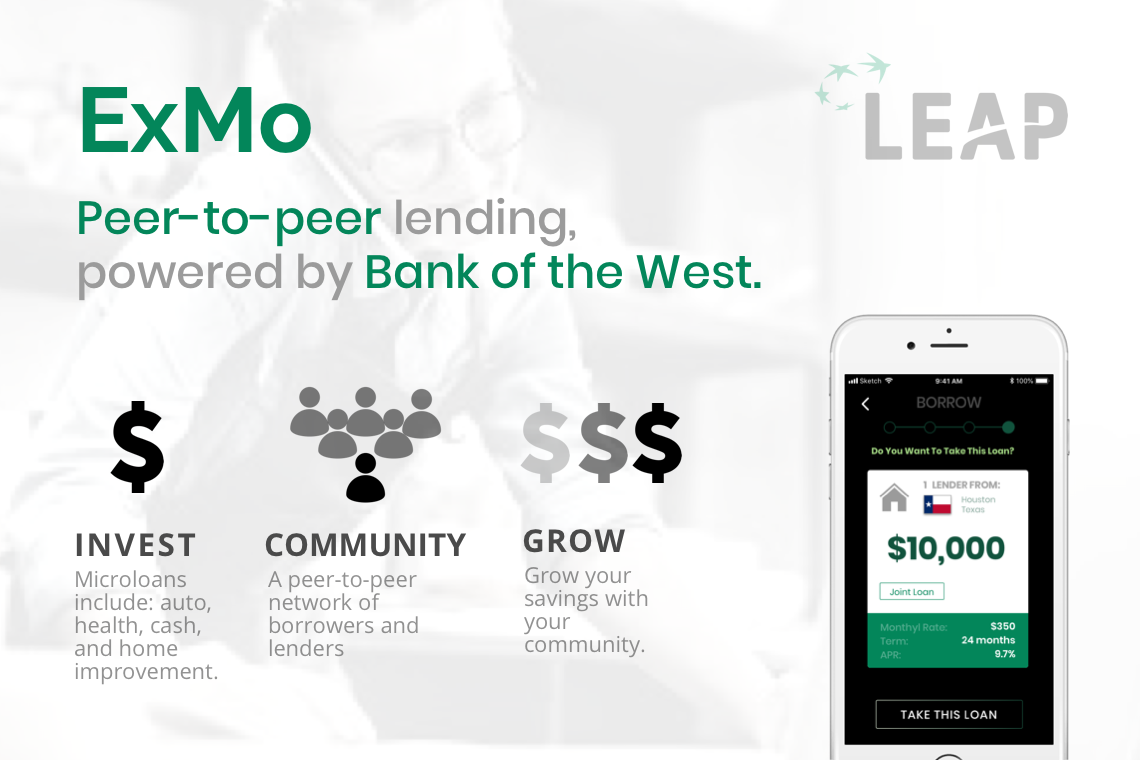 ExMo
LEAP
Peer-to-peer lending,
powered by Bank of the West.
$
$$$
INVEST
Microloans
include: auto,
health, cash,
and home
improvement.
COMMUNITY
A peer-to-peer
network of
borrowers and
lenders
GROW
Grow your
savings with
your
community.
Sketch 9:41 AM 100%
BORROW
Do You Want To Take This Loan?
1 LENDER FROM:
Houston
Texas
$10,000
Joint Loan
Monthyl Rate: $350
Term: 24 months
APR: 9.7%
TAKE THIS LOAN